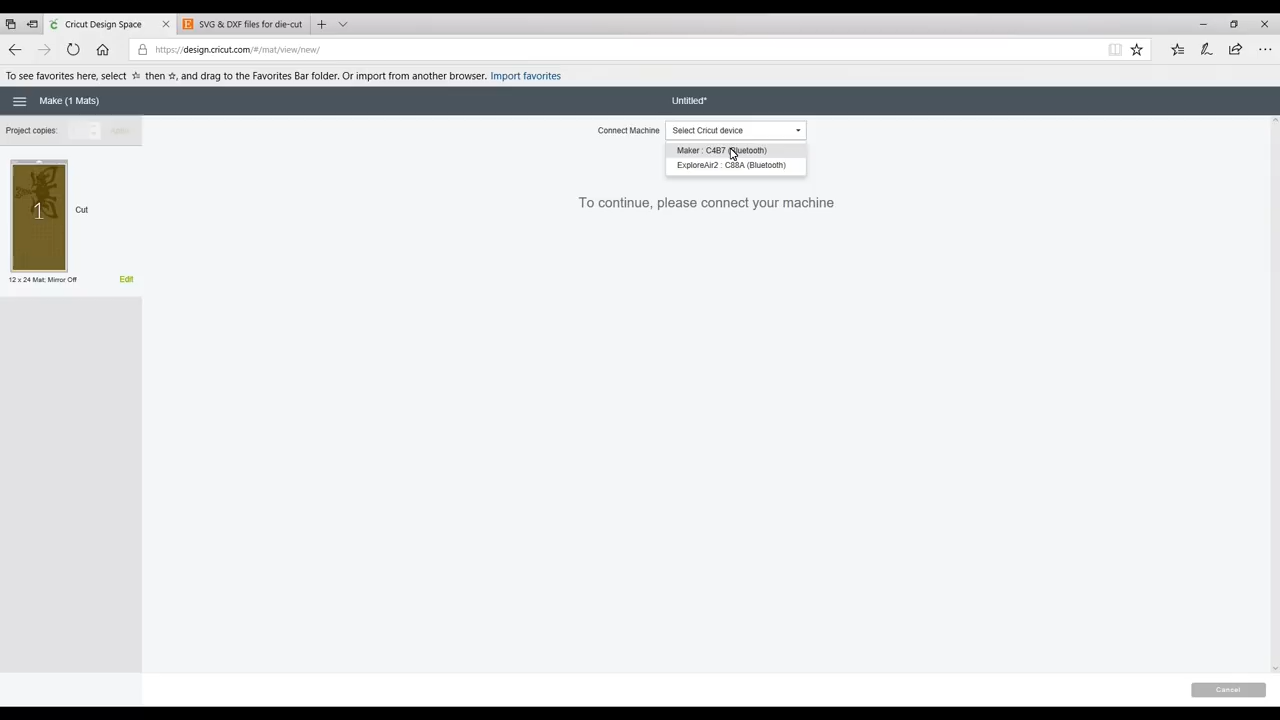 Cricut Design Space
SVG & DXF files for die-cut
https://design.cricut.com/#/mat/view/new/
To see favorites here, select ☆ then ☆, and drag to the Favorites Bar folder. Or import from another browser. Import favorites
Make (1 Mats)
Untitled*
Project copies:
Apply
Connect Machine
Select Cricut device
Maker : C4B7 (Bluetooth)
ExploreAir2 : C88A (Bluetooth)
To continue, please connect your machine
1
Cut
12 x 24 Mat: Mirror Off
Edit
Cancel